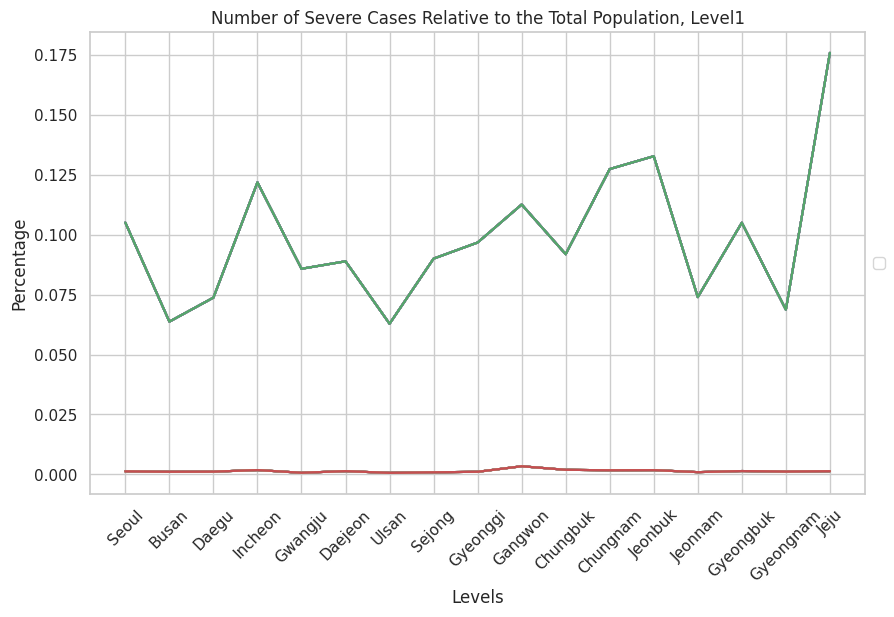 Number of Severe Cases Relative to the Total Population, Level1
Percentage
0.175
0.150
0.125
0.100
0.075
0.050
0.025
0.000
Seoul
Busan
Daegu
Incheon
Gwangju
Daejeon
Ulsan
Sejong
Gyeonggi
Gangwon
Chungbuk
Chungnam
Jeonbuk
Jeonnam
Gyeongbuk
Gyeongnam
Jeju
Levels